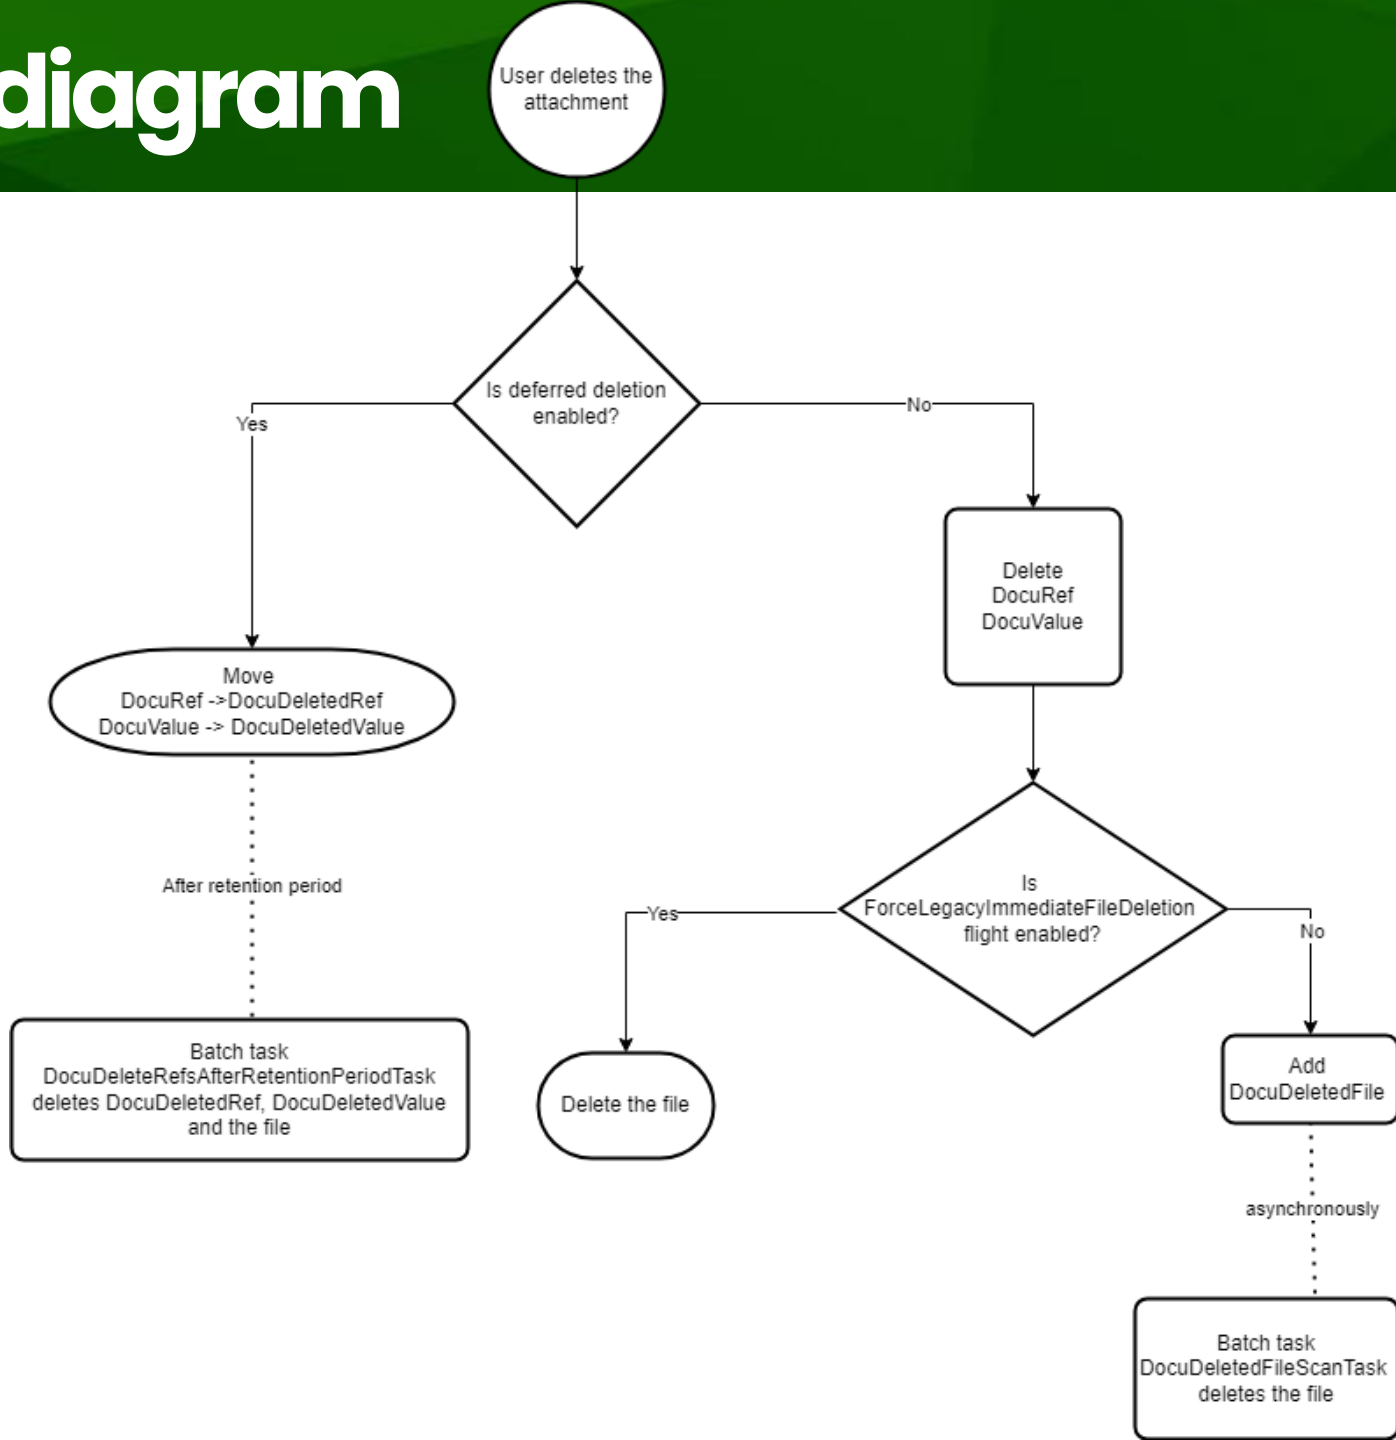 diagram
User deletes the
attachment
Is deferred deletion
enabled?
Yes
No
Delete
DocuRef
DocuValue
Move
DocuRef ->DocuDeletedRef
DocuValue -> DocuDeletedValue
After retention period
Is
ForceLegacyImmediateFileDeletion
flight enabled?
Yes
No
Batch task
DocuDeleteRefsAfterRetentionPeriodTask
deletes DocuDeletedRef, DocuDeletedValue
and the file
Delete the file
Add
DocuDeletedFile
asynchronously
Batch task
DocuDeletedFileScanTask
deletes the file